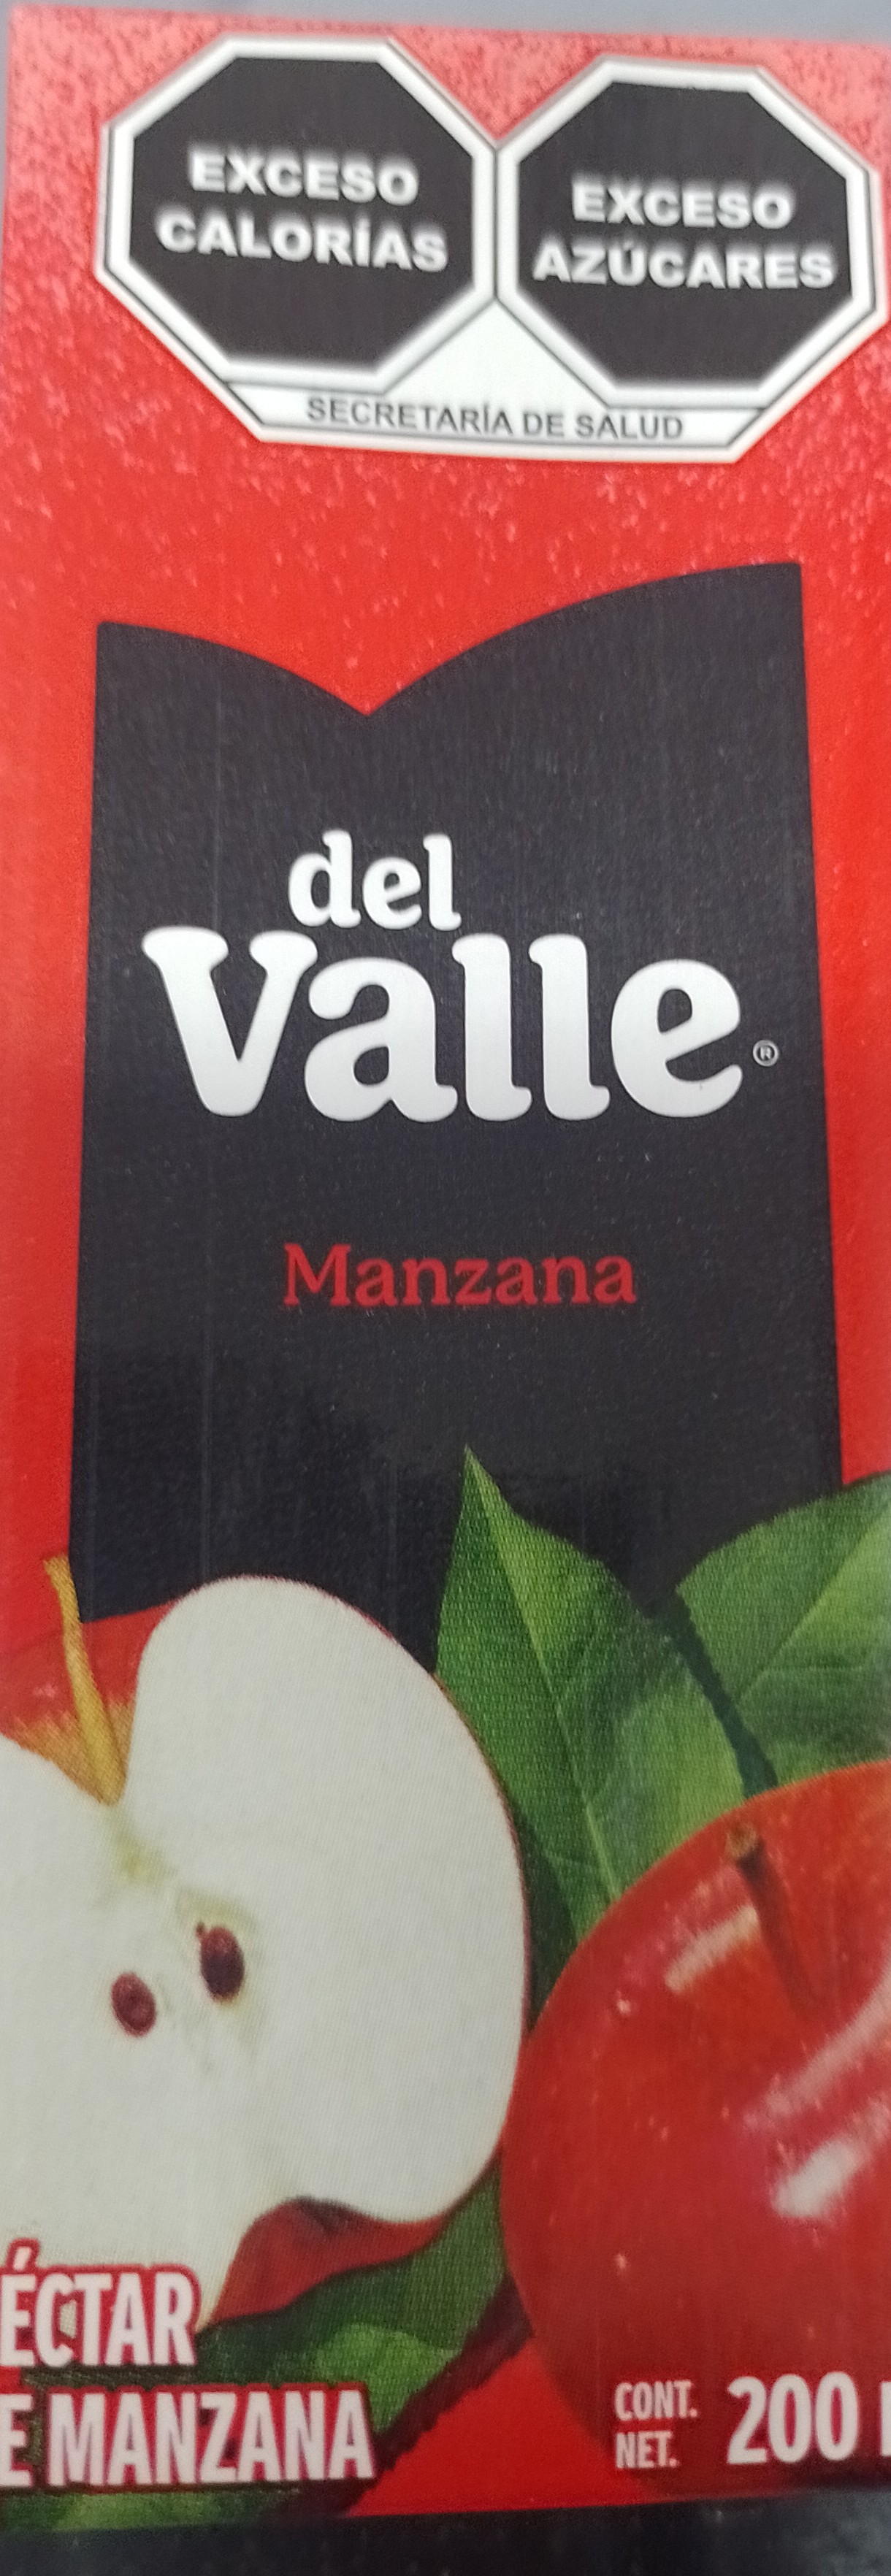 EXCESO
CALORÍAS
EXCESO
AZÚCARES
SECRETARÍA DE SALUD
del
Valle®
Manzana
ÉCTAR
E MANZANA
CONT.
NET.
200